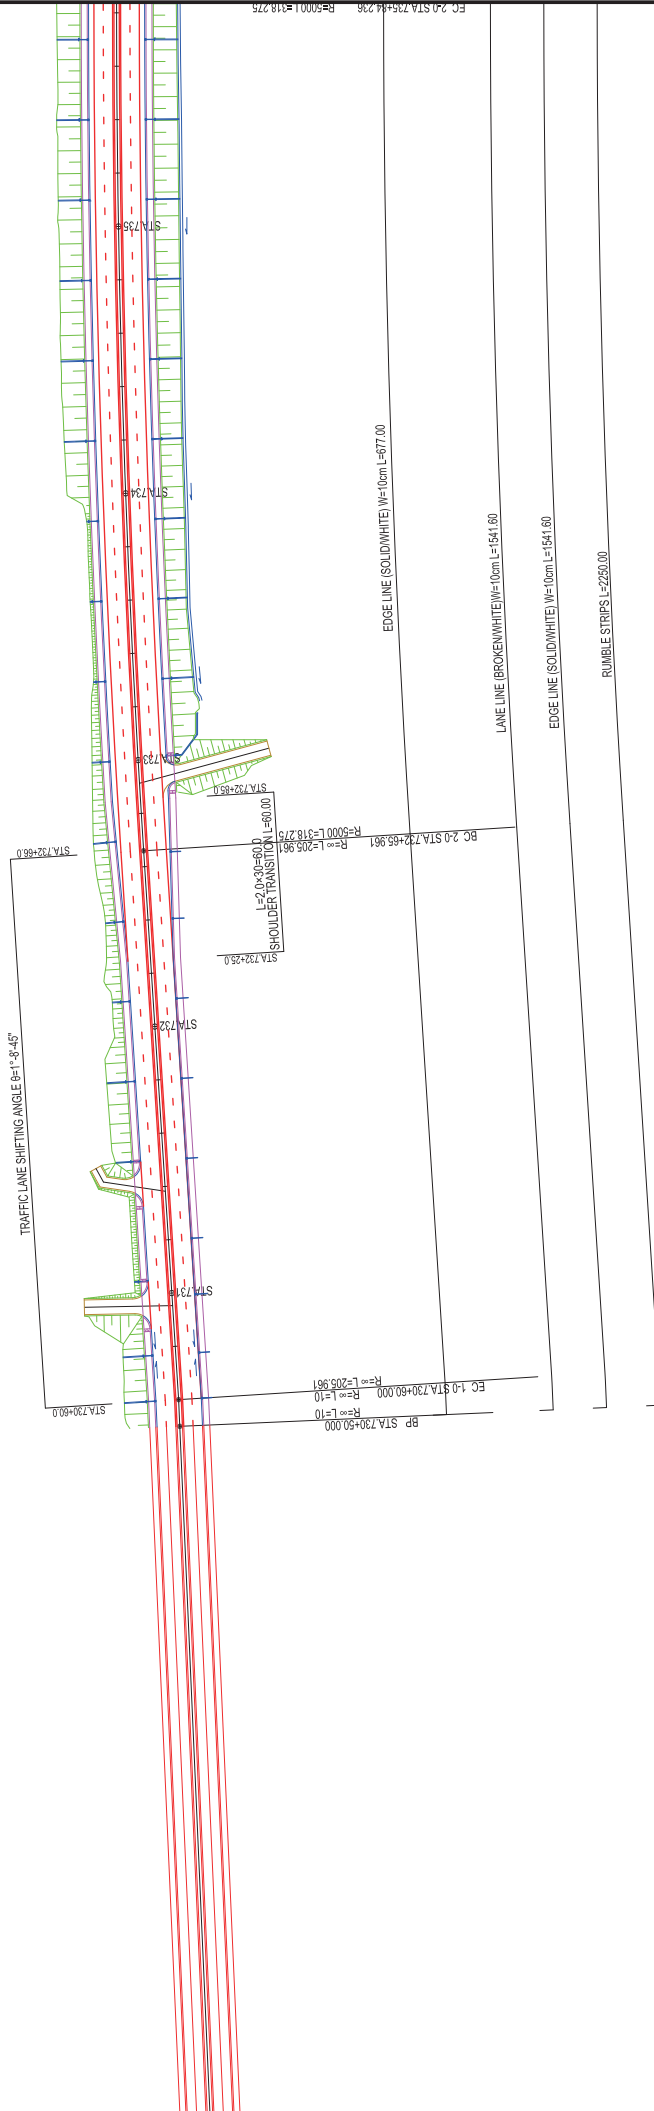 EC 2-0 STA.735+84.236
R=5000 L=318.275
STA.735
STA.734
EDGE LINE (SOLID/WHITE) W=10cm L=677.00
LANE LINE (BROKEN/WHITE)W=10cm L=1541.60
EDGE LINE (SOLID/WHITE) W=10cm L=1541.60
RUMBLE STRIPS L=2250.00
STA.733
STA.732+85.0
L=2.0×30=60.0
SHOULDER TRANSITION L=60.00
STA.732+25.0
R=5000 L=318.275
R=∞ L=205.961
BC 2-0 STA.732+65.961
STA.732+66.0
TRAFFIC LANE SHIFTING ANGLE θ=1°-8'-45"
STA.732
STA.731
STA.730+60.0
R=∞ L=205.961
R=∞ L=10
EC 1-0 STA.730+60.000
R=∞ L=10
BP STA.730+50.000